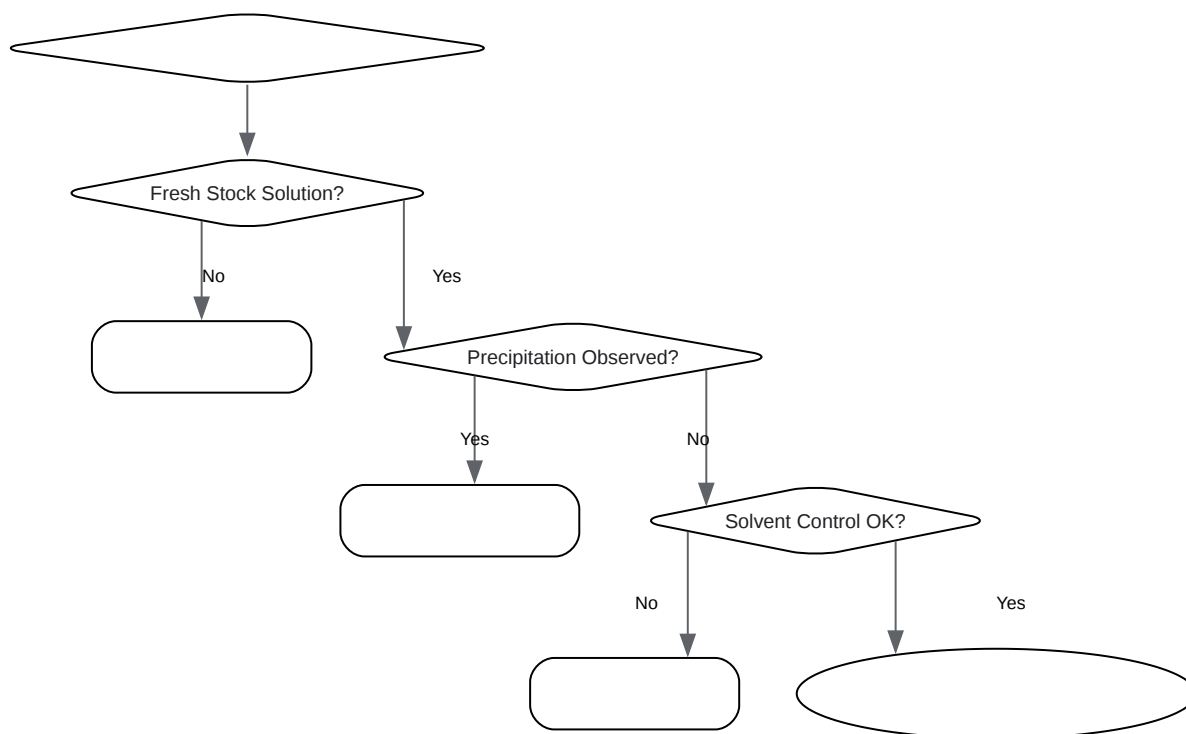 Fresh Stock Solution?
No
Yes
Precipitation Observed?
Yes
No
Solvent Control OK?
No
Yes